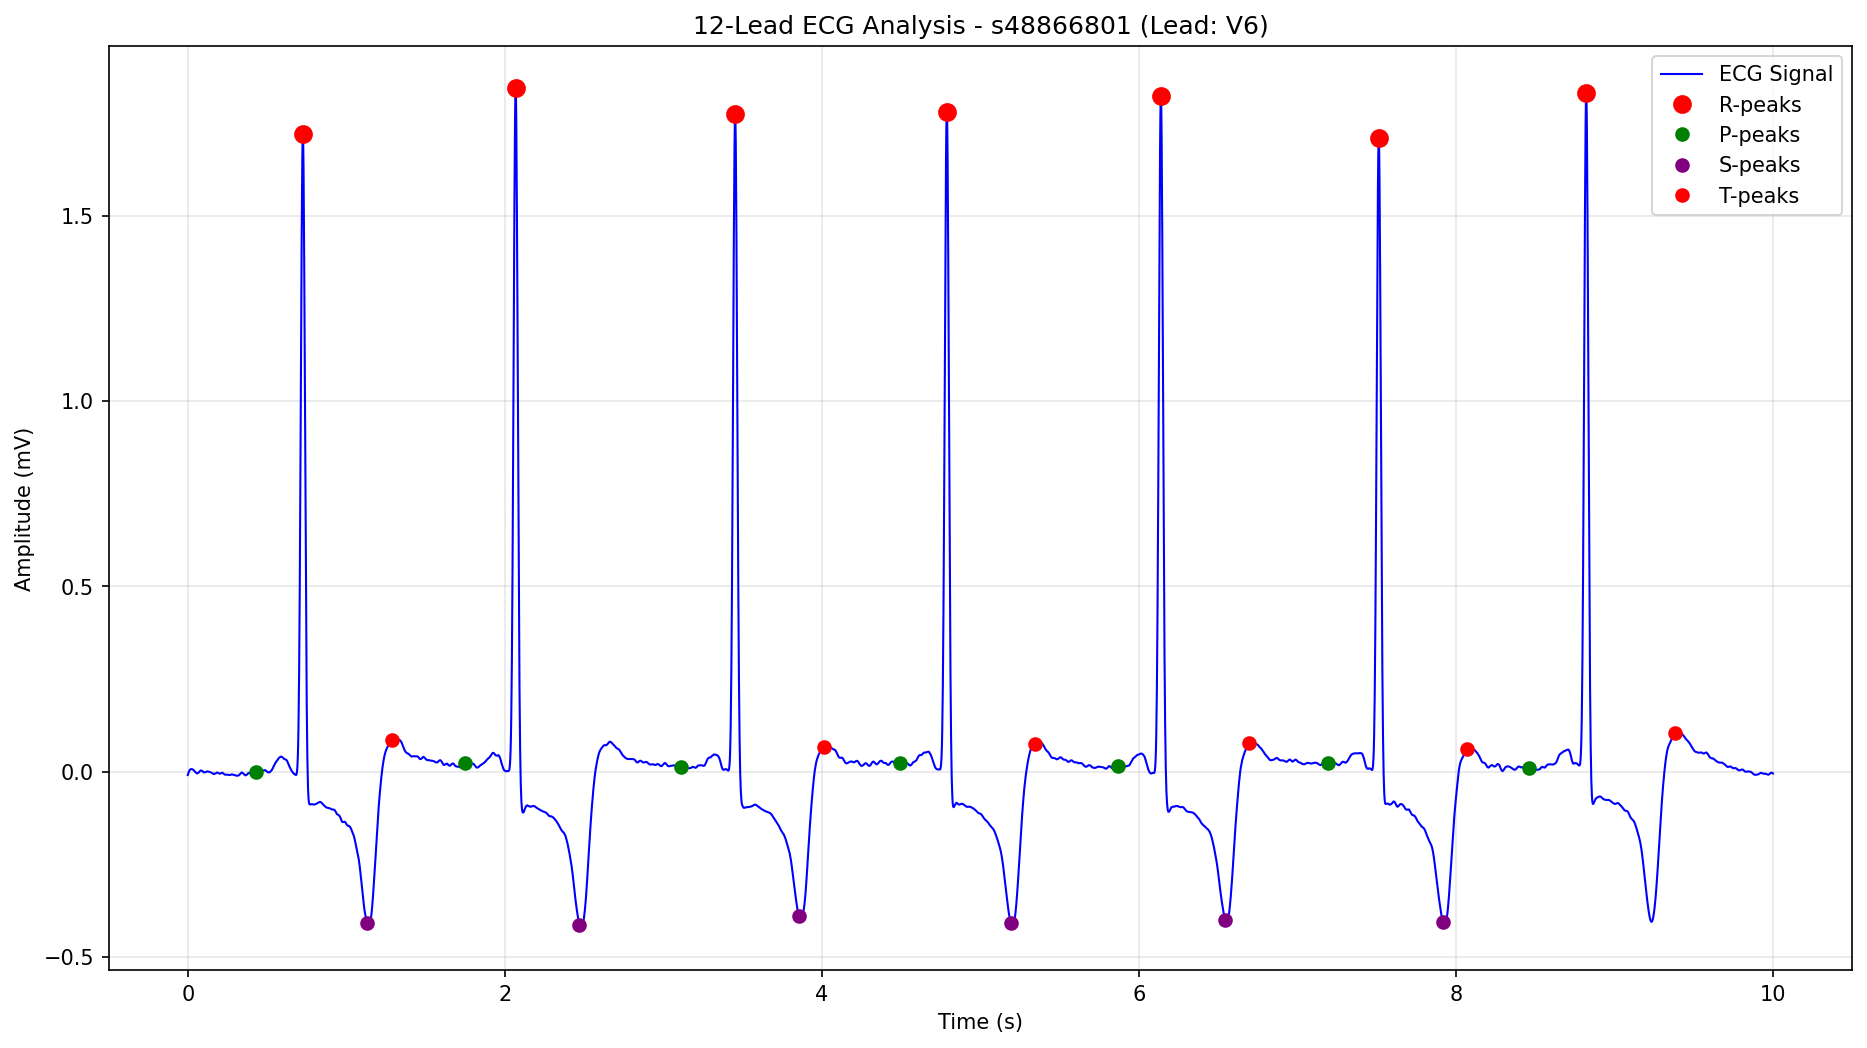 12-Lead ECG Analysis - s48866801 (Lead: V6)
ECG Signal
R-peaks
P-peaks
S-peaks
T-peaks
Amplitude (mV)
1.5
1.0
0.5
0.0
−0.5
0 2 4 6 8 10
Time (s)